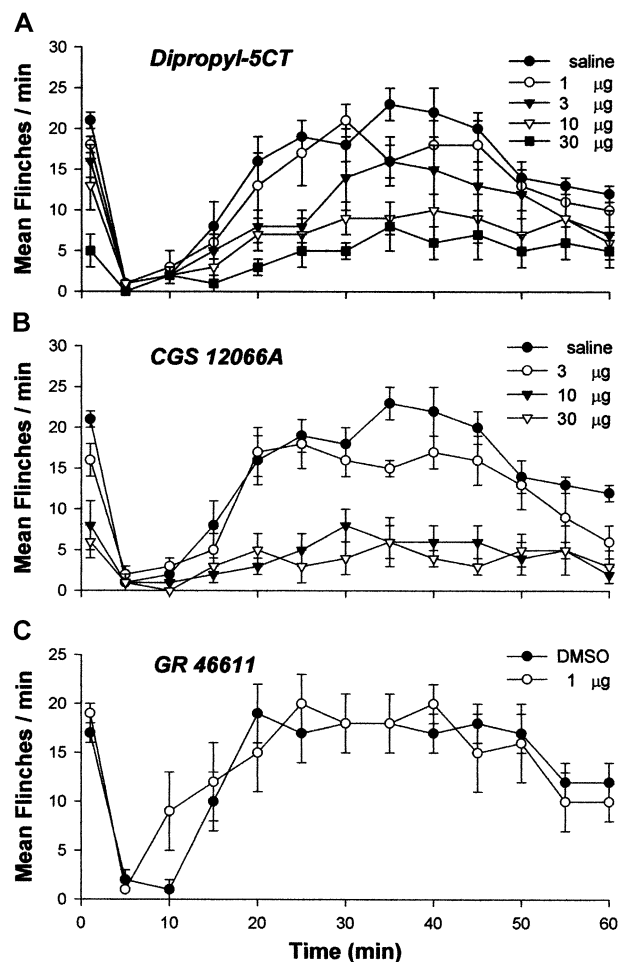 A
Dipropyl-5CT
Mean Flinches / min
30
25
20
15
10
5
0
saline
1 μg
3 μg
10 μg
30 μg
B
CGS 12066A
Mean Flinches / min
30
25
20
15
10
5
0
saline
3 μg
10 μg
30 μg
C
GR 46611
Mean Flinches / min
25
20
15
10
5
0
DMSO
1 μg
0 10 20 30 40 50 60
Time (min)